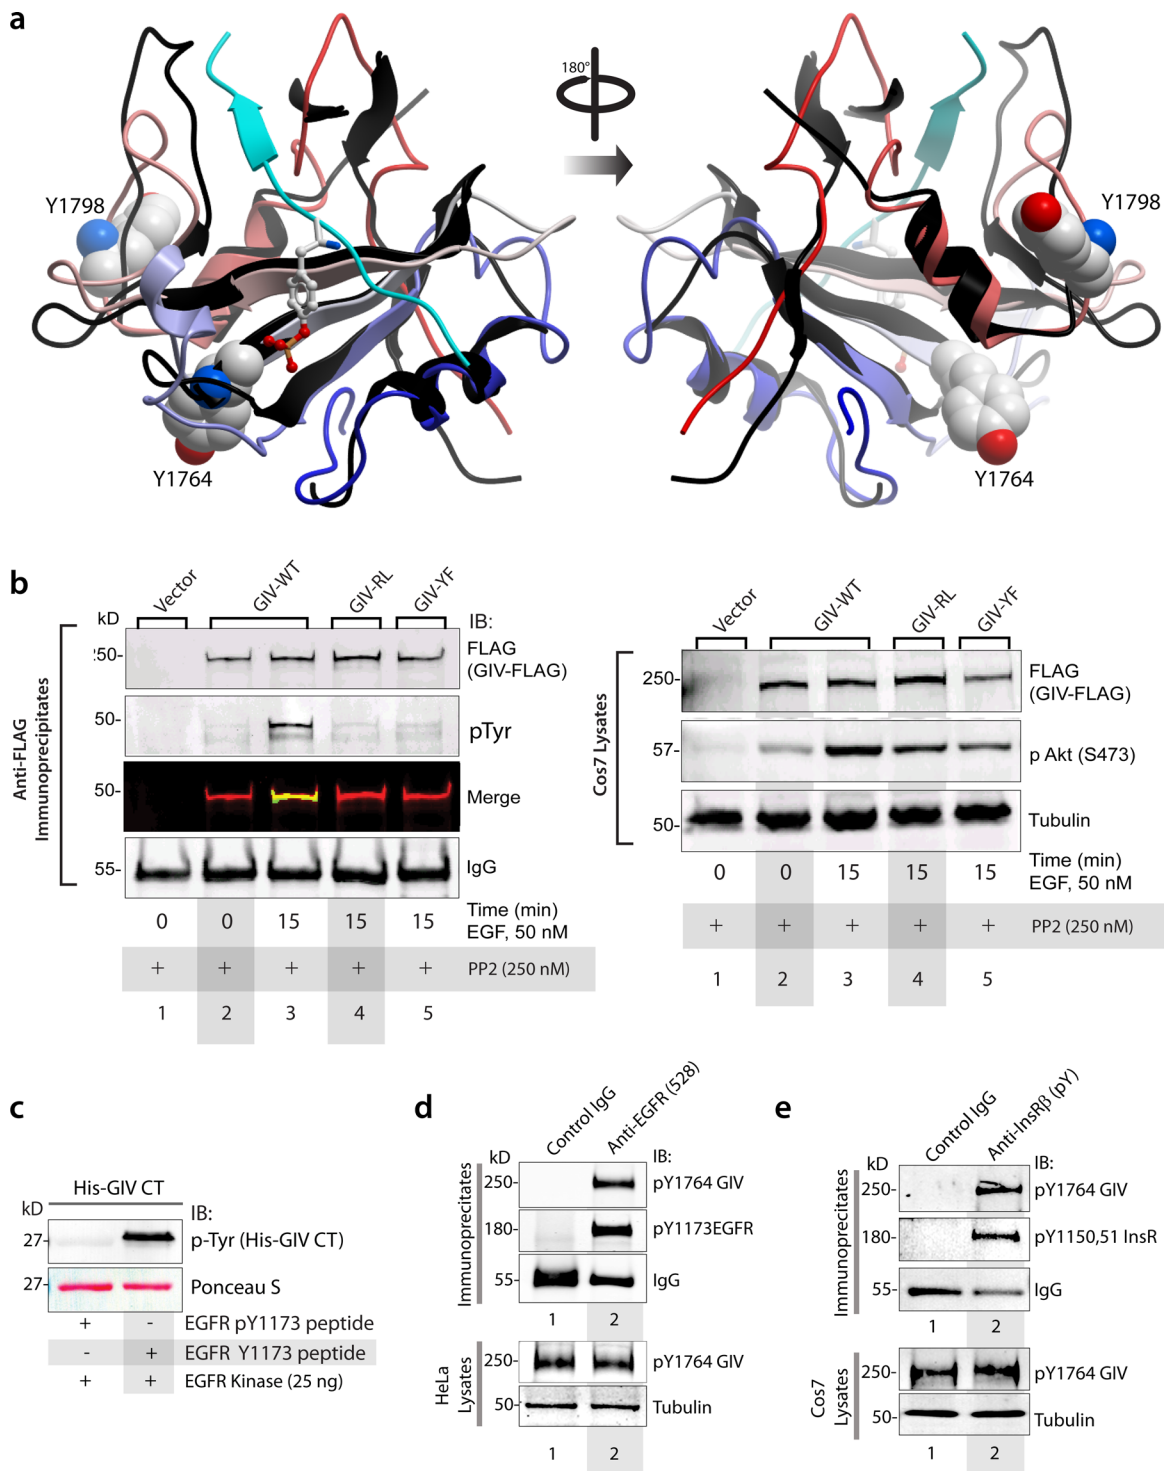 a
180°
Y1798
Y1798
Y1764
Y1764
b
Vector
GIV-WT
GIV-RL
GIV-YF
kD
IB:
Anti-FLAG
Immunoprecipitates
250-
FLAG
(GIV-FLAG)
50-
pTyr
50-
Merge
55-
IgG
0 0 15 15 15
Time (min)
EGF, 50 nM
+ + + + +
PP2 (250 nM)
1 2 3 4 5
Vector
GIV-WT
GIV-RL
GIV-YF
Cos7 Lysates
250-
FLAG
(GIV-FLAG)
57-
p Akt (S473)
50-
Tubulin
0 0 15 15 15
Time (min)
EGF, 50 nM
+ + + + +
PP2 (250 nM)
1 2 3 4 5
c
His-GIV CT
kD
IB:
27-
p-Tyr (His-GIV CT)
27-
Ponceau S
+ - EGFR pY1173 peptide
- + EGFR Y1173 peptide
+ + EGFR Kinase (25 ng)
d
Control IgG
Anti-EGFR (528)
kD
IB:
Immunoprecitates
250-
pY1764 GIV
180-
pY1173EGFR
55-
IgG
1 2
HeLa
Lysates
250-
pY1764 GIV
50-
Tubulin
1 2
e
Control IgG
Anti-InsRβ (pY)
kD
IB:
Immunoprecitates
250-
pY1764 GIV
180-
pY1150,51 InsR
55-
IgG
1 2
Cos7
Lysates
250-
pY1764 GIV
50-
Tubulin
1 2